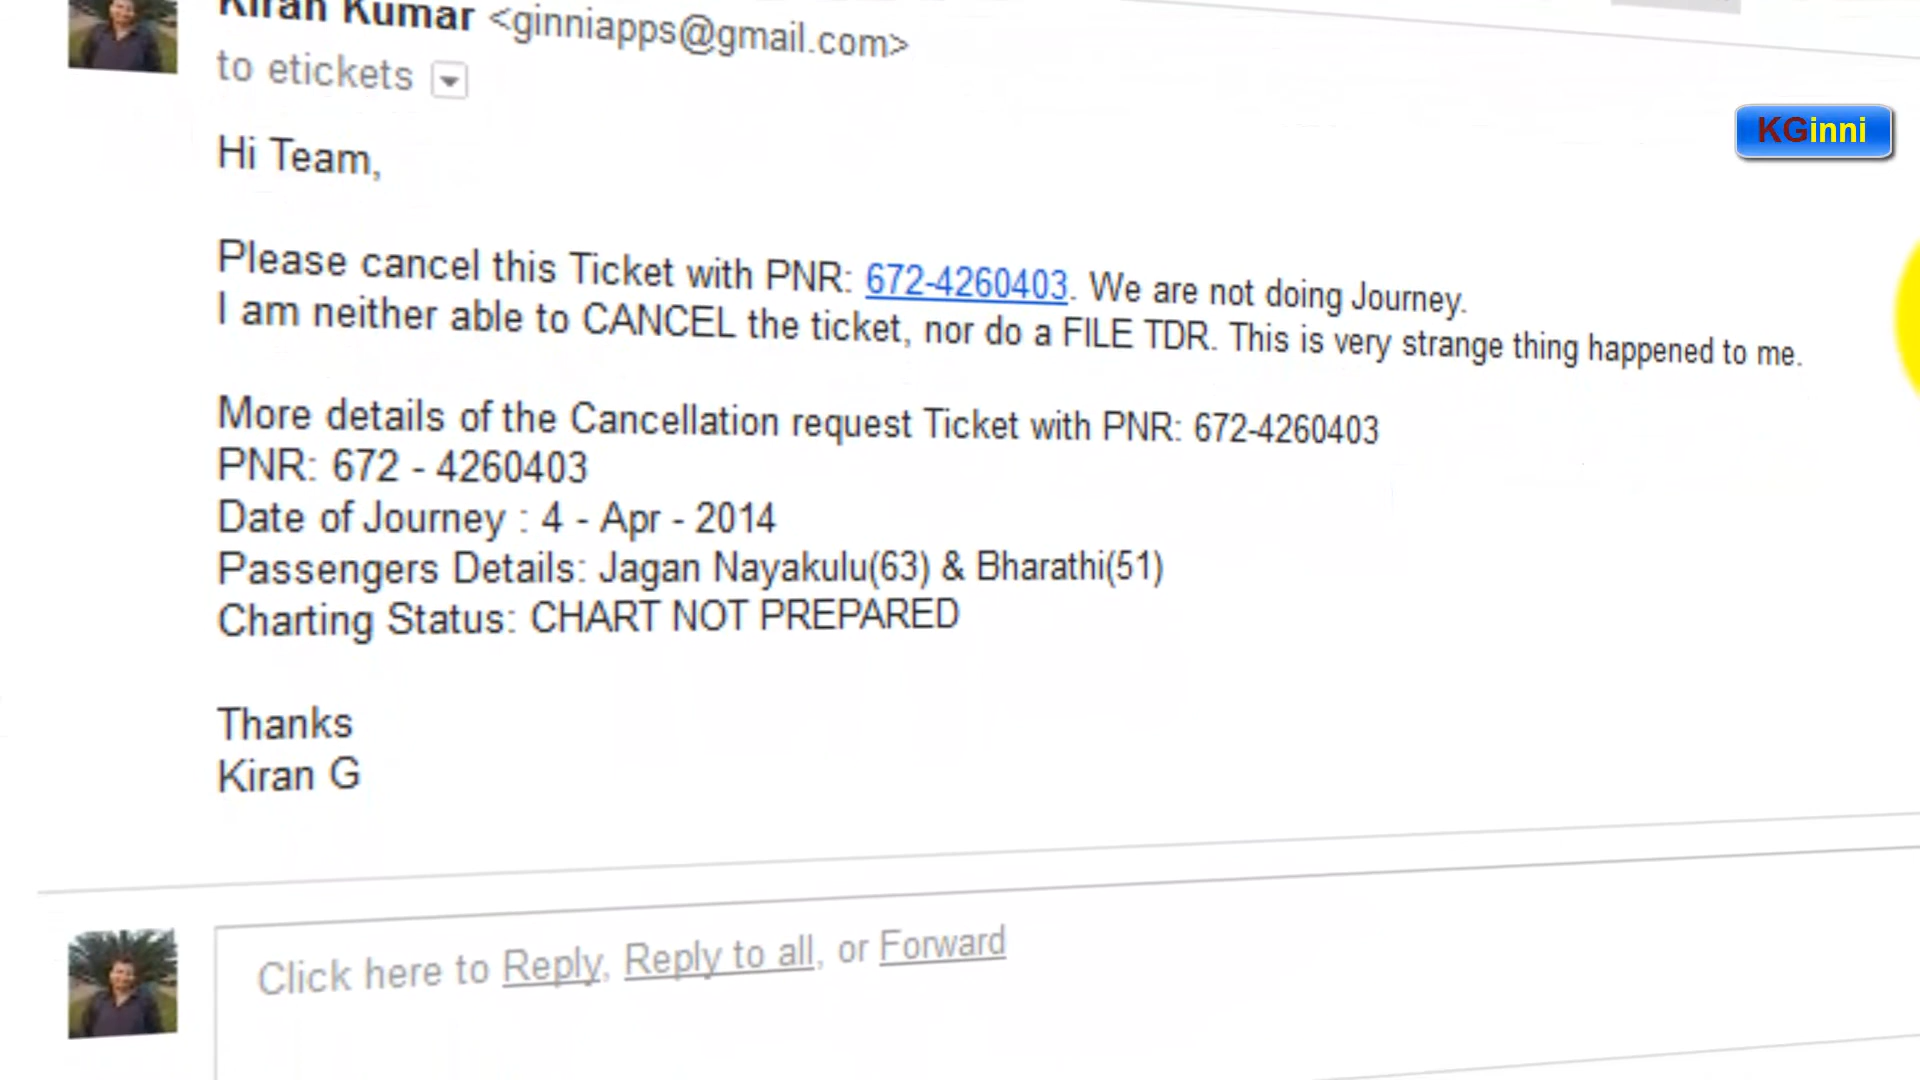 Kiran Kumar <ginniapps@gmail.com>
to etickets
KGinni
Hi Team,
Please cancel this Ticket with PNR: 672-4260403. We are not doing Journey.
I am neither able to CANCEL the ticket, nor do a FILE TDR. This is very strange thing happened to me.
More details of the Cancellation request Ticket with PNR: 672-4260403
PNR: 672 - 4260403
Date of Journey : 4 - Apr - 2014
Passengers Details: Jagan Nayakulu(63) & Bharathi(51)
Charting Status: CHART NOT PREPARED
Thanks
Kiran G
Click here to Reply, Reply to all, or Forward